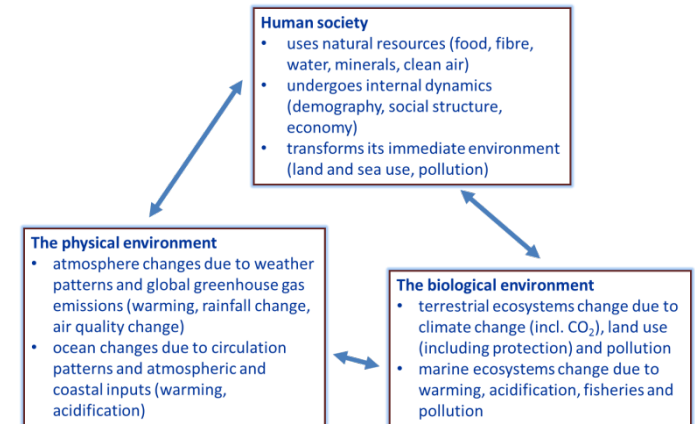 Human society
• uses natural resources (food, fibre,
water, minerals, clean air)
• undergoes internal dynamics
(demography, social structure,
economy)
• transforms its immediate environment
(land and sea use, pollution)
The physical environment
• atmosphere changes due to weather
patterns and global greenhouse gas
emissions (warming, rainfall change,
air quality change)
• ocean changes due to circulation
patterns and atmospheric and
coastal inputs (warming,
acidification)
The biological environment
• terrestrial ecosystems change due to
climate change (incl. CO₂), land use
(including protection) and pollution
• marine ecosystems change due to
warming, acidification, fisheries and
pollution